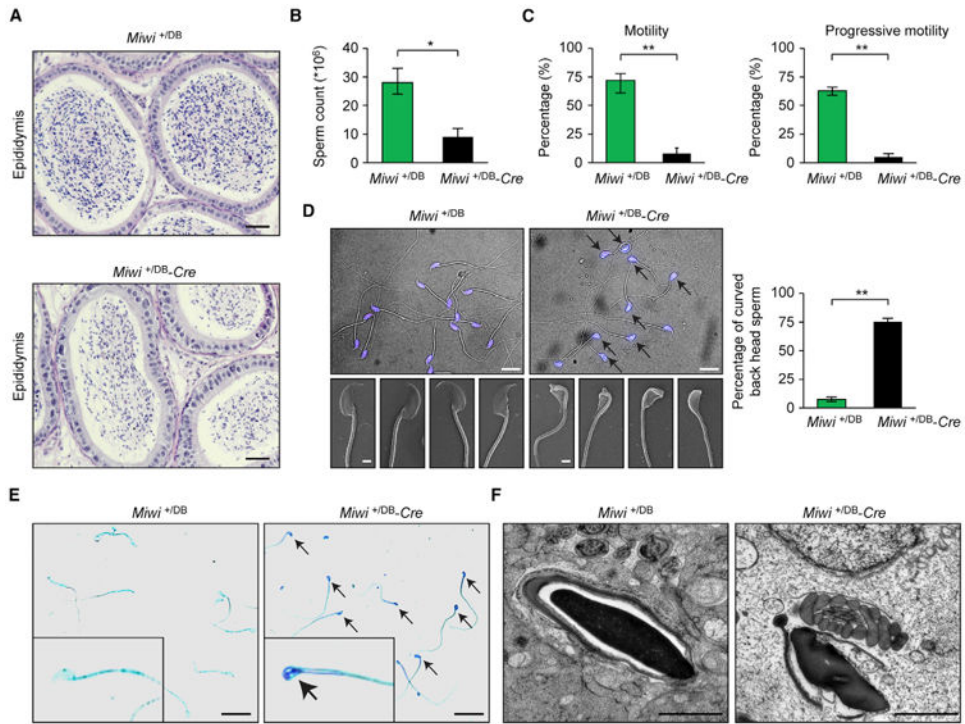 A
Miwi +/DB
Epididymis
Miwi +/DB-Cre
Epididymis
B
Sperm count (*10⁶)
40
30
20
10
0
*
Miwi +/DB
Miwi +/DB-Cre
C
Motility
Percentage (%)
100
75
50
25
0
**
Miwi +/DB
Miwi +/DB-Cre
Progressive motility
Percentage (%)
100
75
50
25
0
**
Miwi +/DB
Miwi +/DB-Cre
D
Miwi +/DB
Miwi +/DB-Cre
Percentage of curved
back head sperm
100
75
50
25
0
**
Miwi +/DB
Miwi +/DB-Cre
E
Miwi +/DB
Miwi +/DB-Cre
F
Miwi +/DB
Miwi +/DB-Cre